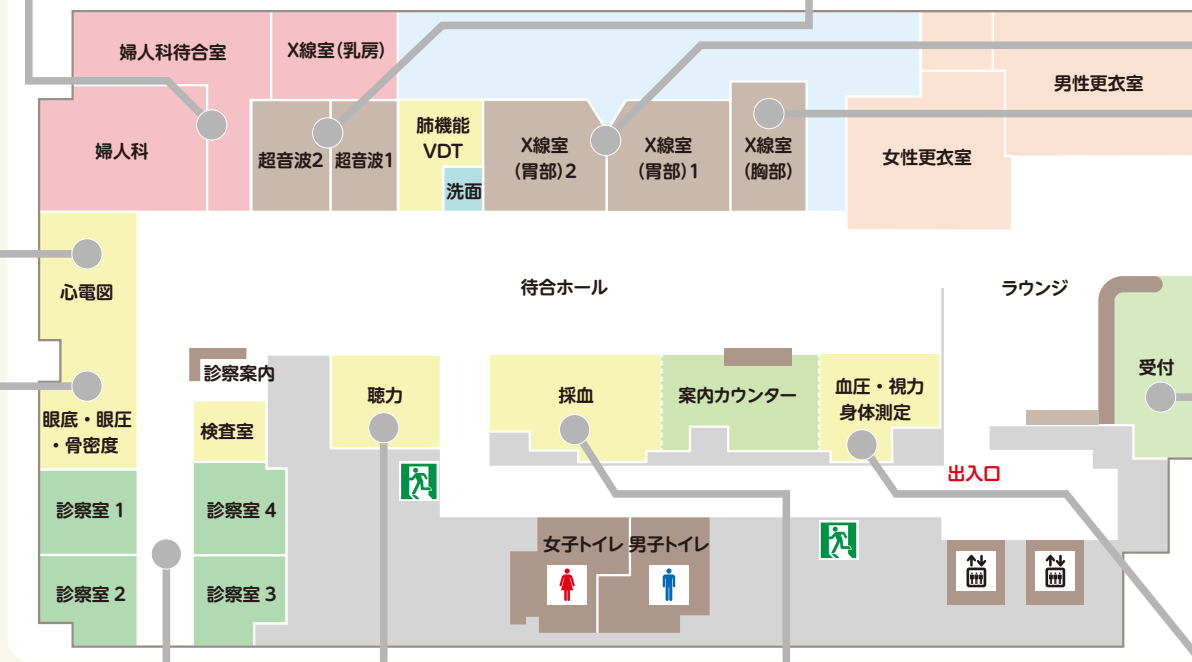 婦人科待合室
X線室(乳房)
男性更衣室
婦人科
超音波2
超音波1
肺機能
VDT
洗面
X線室
(胃部)2
X線室
(胃部)1
X線室
(胸部)
女性更衣室
心電図
待合ホール
ラウンジ
診察案内
聴力
採血
案内カウンター
血圧・視力
身体測定
受付
眼底・眼圧
・骨密度
検査室
出入口
診察室 1
診察室 4
女子トイレ
男子トイレ
診察室 2
診察室 3